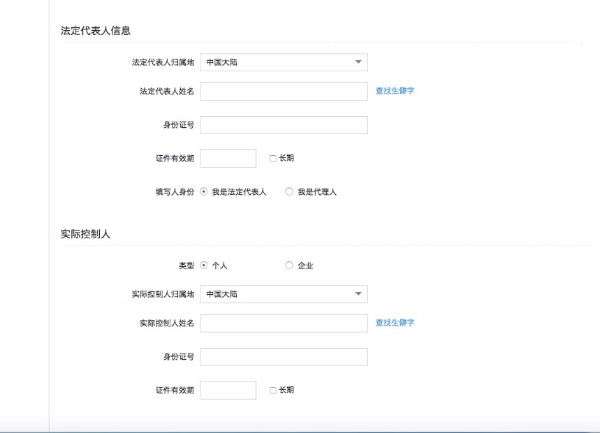 法定代表人信息
法定代表人归属地 中国大陆
法定代表人姓名 查找生僻字
身份证号
证件有效期 长期
填写人身份 我是法定代表人 我是代理人
实际控制人
类型 个人 企业
实际控制人归属地 中国大陆
实际控制人姓名 查找生僻字
身份证号
证件有效期 长期